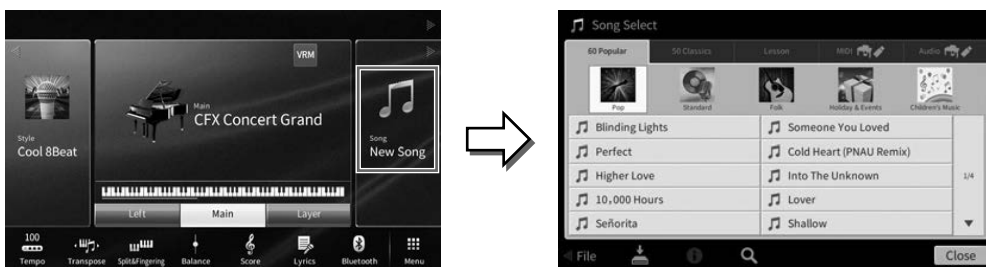 VRM
Main
CFX Concert Grand
Style
Cool 8Beat
Song
New Song
Left
Main
Layer
100
Tempo
Transpose
Split&Fingering
Balance
Score
Lyrics
Bluetooth
Menu
Song Select
60 Popular
50 Classics
Lesson
MIDI
Audio
Pop
Standard
Folk
Holiday & Events
Children's Music
Blinding Lights
Someone You Loved
Perfect
Cold Heart (PNAU Remix)
Higher Love
Into The Unknown
1/4
10,000 Hours
Lover
Señorita
Shallow
File
Close